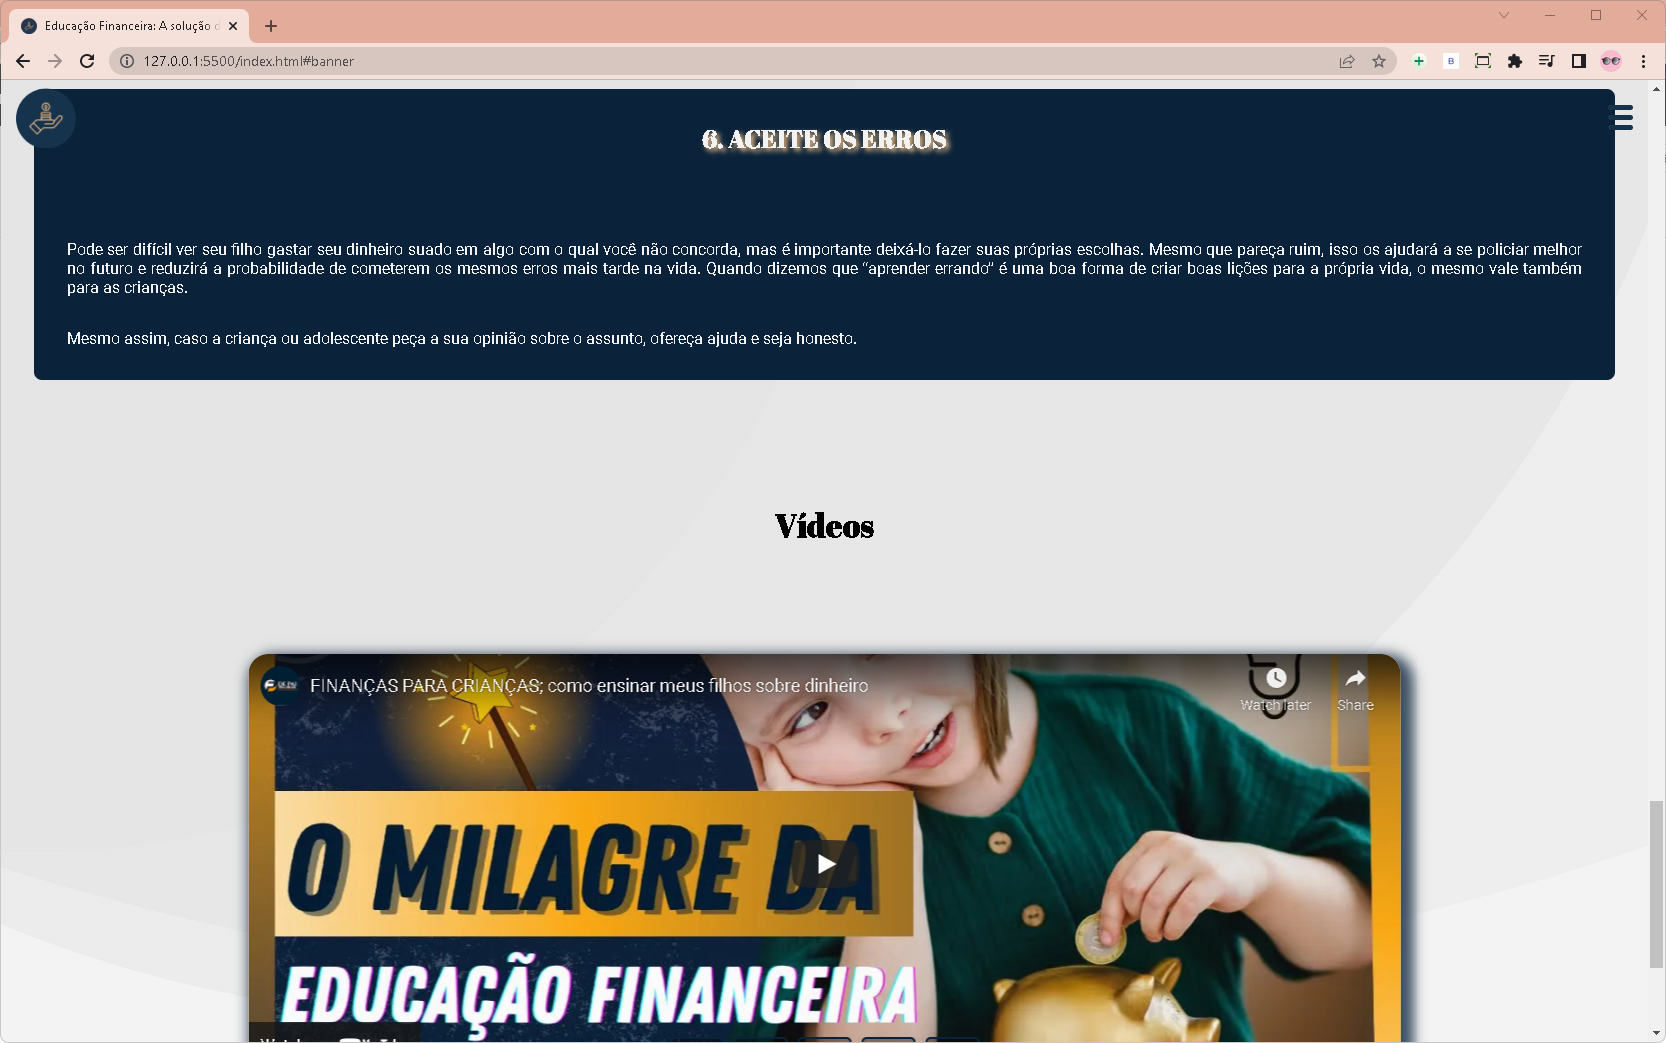 Educação Financeira: A solução d
127.0.0.1:5500/index.html#banner
6. ACEITE OS ERROS
Pode ser difícil ver seu filho gastar seu dinheiro suado em algo com o qual você não concorda, mas é importante deixá-lo fazer suas próprias escolhas. Mesmo que pareça ruim, isso os ajudará a se policiar melhor
no futuro e reduzirá a probabilidade de cometerem os mesmos erros mais tarde na vida. Quando dizemos que “aprender errando” é uma boa forma de criar boas lições para a própria vida, o mesmo vale também
para as crianças.
Mesmo assim, caso a criança ou adolescente peça a sua opinião sobre o assunto, ofereça ajuda e seja honesto.
Vídeos
FINANÇAS PARA CRIANÇAS; como ensinar meus filhos sobre dinheiro
Watch later
Share
O MILAGRE DA
EDUCAÇÃO FINANCEIRA